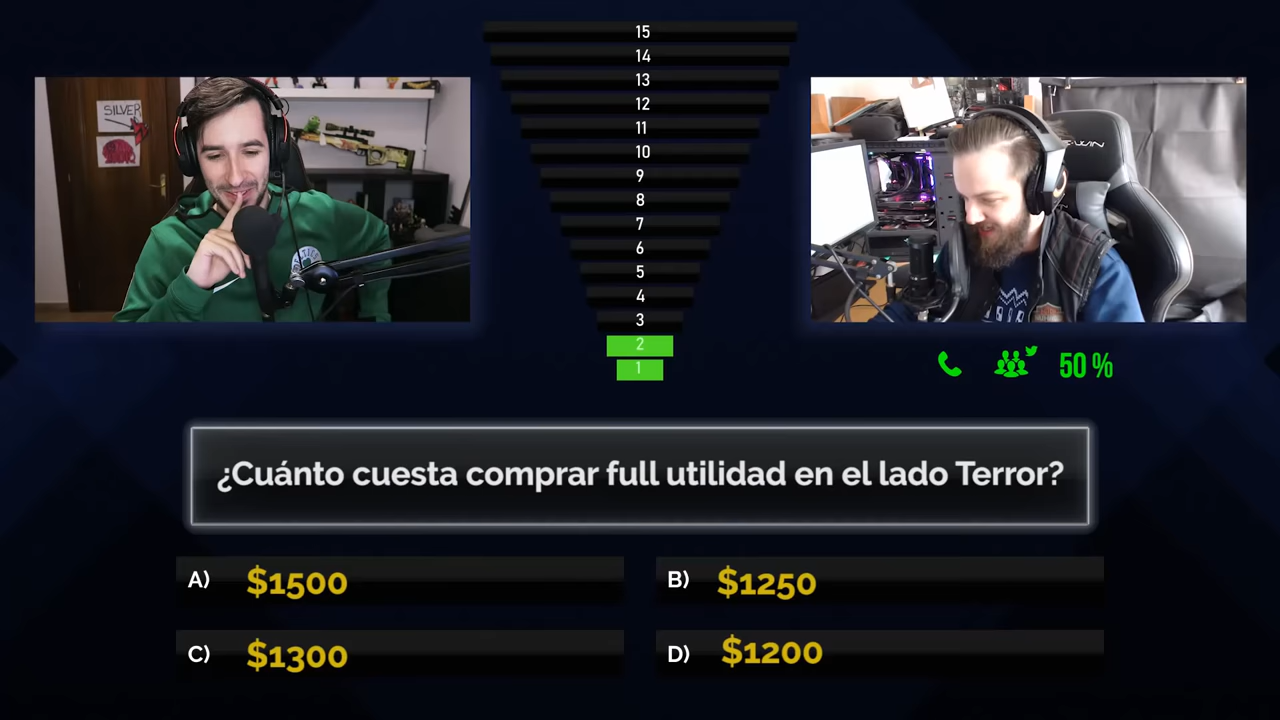 15
14
13
12
11
10
9
8
7
6
5
4
3
2
1
SILVER
50 %
¿Cuánto cuesta comprar full utilidad en el lado Terror?
A) $1500
B) $1250
C) $1300
D) $1200